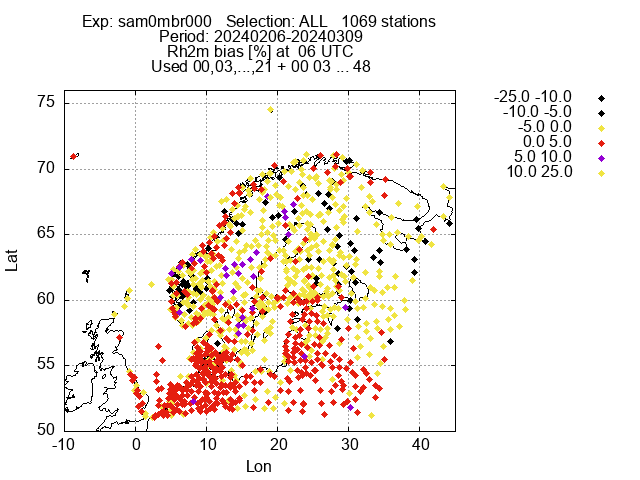 Exp: sam0mbr000   Selection: ALL   1069 stations
Period: 20240206-20240309
Rh2m bias [%] at  06 UTC
Used 00,03,...,21 + 00 03 ... 48
75
70
65
60
55
50
Lat
-10 0 10 20 30 40
Lon
-25.0 -10.0
-10.0 -5.0
-5.0 0.0
0.0 5.0
5.0 10.0
10.0 25.0